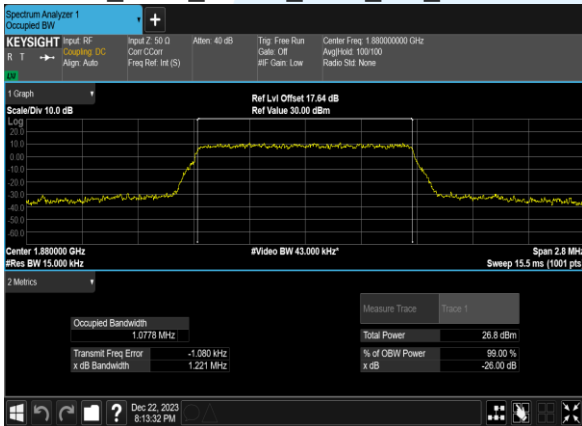 Spectrum Analyzer 1
Occupied BW
KEYSIGHT Input: RF Input Z: 50 Ω Atten: 40 dB Trig: Free Run Center Freq: 1.880000000 GHz
R T Coupling: DC Corr CCorr Gate: Off Avg|Hold: 100/100
Align: Auto Freq Ref: Int (S) #IF Gain: Low Radio Std: None
1 Graph
Ref Lvl Offset 17.64 dB
Scale/Div 10.0 dB Ref Value 30.00 dBm
Log
20.0
10.0
0.00
-10.0
-20.0
-30.0
-40.0
-50.0
-60.0
Center 1.880000 GHz #Video BW 43.000 kHz* Span 2.8 MHz
#Res BW 15.000 kHz Sweep 15.5 ms (1001 pts)
2 Metrics
Measure Trace Trace 1
Occupied Bandwidth
1.0778 MHz
Total Power 26.8 dBm
Transmit Freq Error -1.080 kHz % of OBW Power 99.00 %
x dB Bandwidth 1.221 MHz x dB -26.00 dB
Dec 22, 2023
8:13:32 PM